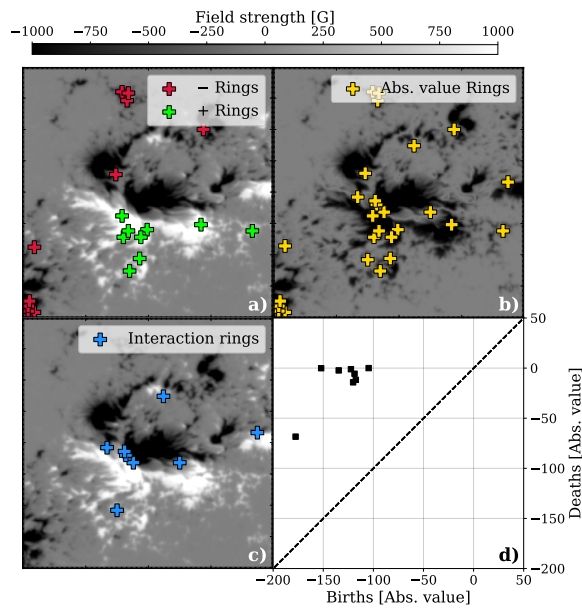 Field strength [G]
−1000 −750 −500 −250 0 250 500 750 1000
− Rings
+ Rings
a)
Abs. value Rings
b)
Interaction rings
c)
50
0
−50
−100
−150
−200
Deaths [Abs. value]
d)
−200 −150 −100 −50 0 50
Births [Abs. value]